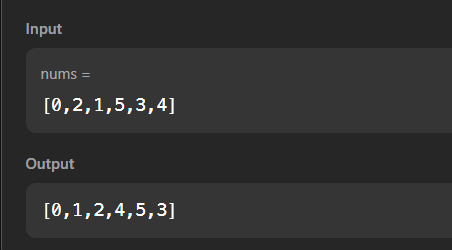 Input
nums =
[0,2,1,5,3,4]
Output
[0,1,2,4,5,3]